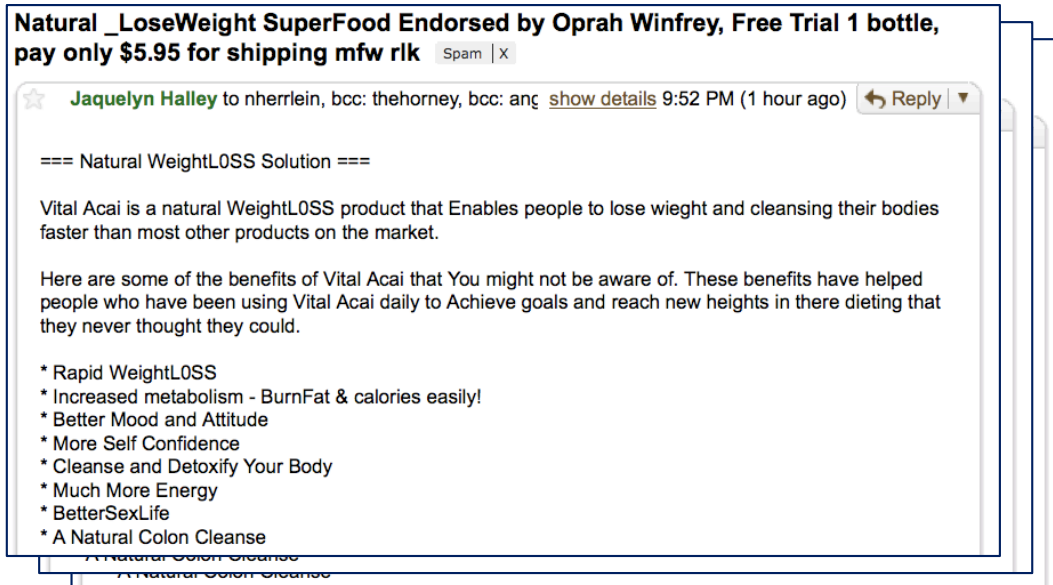 Natural _LoseWeight SuperFood Endorsed by Oprah Winfrey, Free Trial 1 bottle,
pay only $5.95 for shipping mfw rlk Spam | X
Jaquelyn Halley to nherrlein, bcc: thehorney, bcc: ang show details 9:52 PM (1 hour ago) Reply
=== Natural WeightL0SS Solution ===
Vital Acai is a natural WeightL0SS product that Enables people to lose wieght and cleansing their bodies
faster than most other products on the market.
Here are some of the benefits of Vital Acai that You might not be aware of. These benefits have helped
people who have been using Vital Acai daily to Achieve goals and reach new heights in there dieting that
they never thought they could.
* Rapid WeightL0SS
* Increased metabolism - BurnFat & calories easily!
* Better Mood and Attitude
* More Self Confidence
* Cleanse and Detoxify Your Body
* Much More Energy
* BetterSexLife
* A Natural Colon Cleanse
A Natural Colon Cleanse
A Natural Colon Cleanse